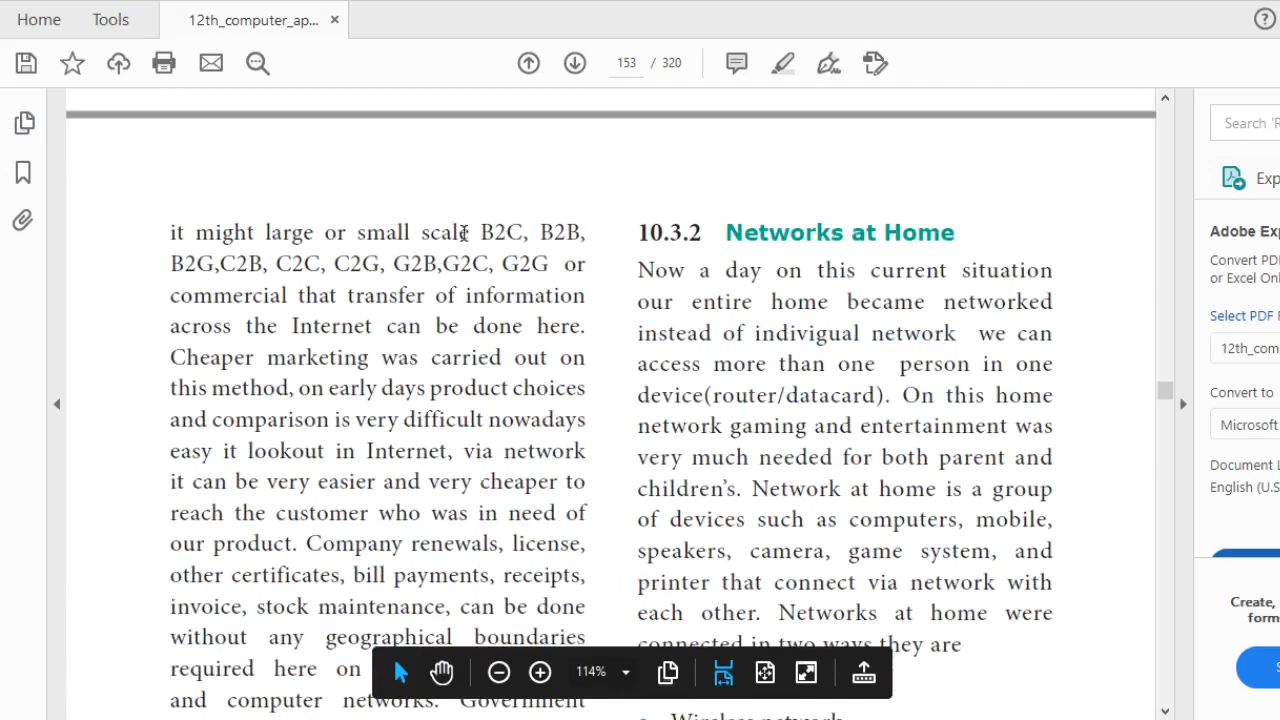 Home
Tools
12th_computer_ap...
153 / 320
it might large or small scale B2C, B2B,
B2G,C2B, C2C, C2G, G2B,G2C, G2G or
commercial that transfer of information
across the Internet can be done here.
Cheaper marketing was carried out on
this method, on early days product choices
and comparison is very difficult nowadays
easy it lookout in Internet, via network
it can be very easier and very cheaper to
reach the customer who was in need of
our product. Company renewals, license,
other certificates, bill payments, receipts,
invoice, stock maintenance, can be done
without any geographical boundaries
required here on
and computer networks. Government
10.3.2 Networks at Home
Now a day on this current situation
our entire home became networked
instead of indivigual network we can
access more than one person in one
device(router/datacard). On this home
network gaming and entertainment was
very much needed for both parent and
children's. Network at home is a group
of devices such as computers, mobile,
speakers, camera, game system, and
printer that connect via network with
each other. Networks at home were
connected in two ways they are
Wireless network
114%
Search 'R
Exp
Adobe Exp
Convert PD
or Excel Onl
Select PDF F
12th_com
Convert to
Microsoft
Document L
English (U.S
Create,
form